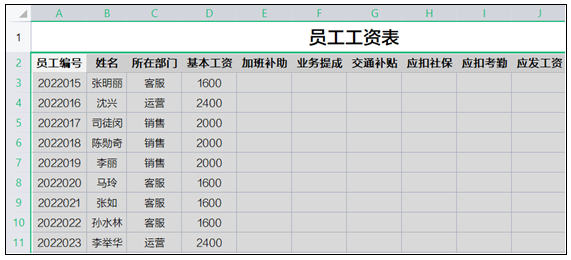 A B C D E F G H I J
1 员工工资表
2 员工编号 姓名 所在部门 基本工资 加班补助 业务提成 交通补贴 应扣社保 应扣考勤 应发工资
3 2022015 张明丽 客服 1600
4 2022016 沈兴 运营 2400
5 2022017 司徒闵 销售 2000
6 2022018 陈勋奇 销售 2000
7 2022019 李丽 销售 2000
8 2022020 马玲 客服 1600
9 2022021 张如 客服 1600
10 2022022 孙水林 客服 1600
11 2022023 李举华 运营 2400